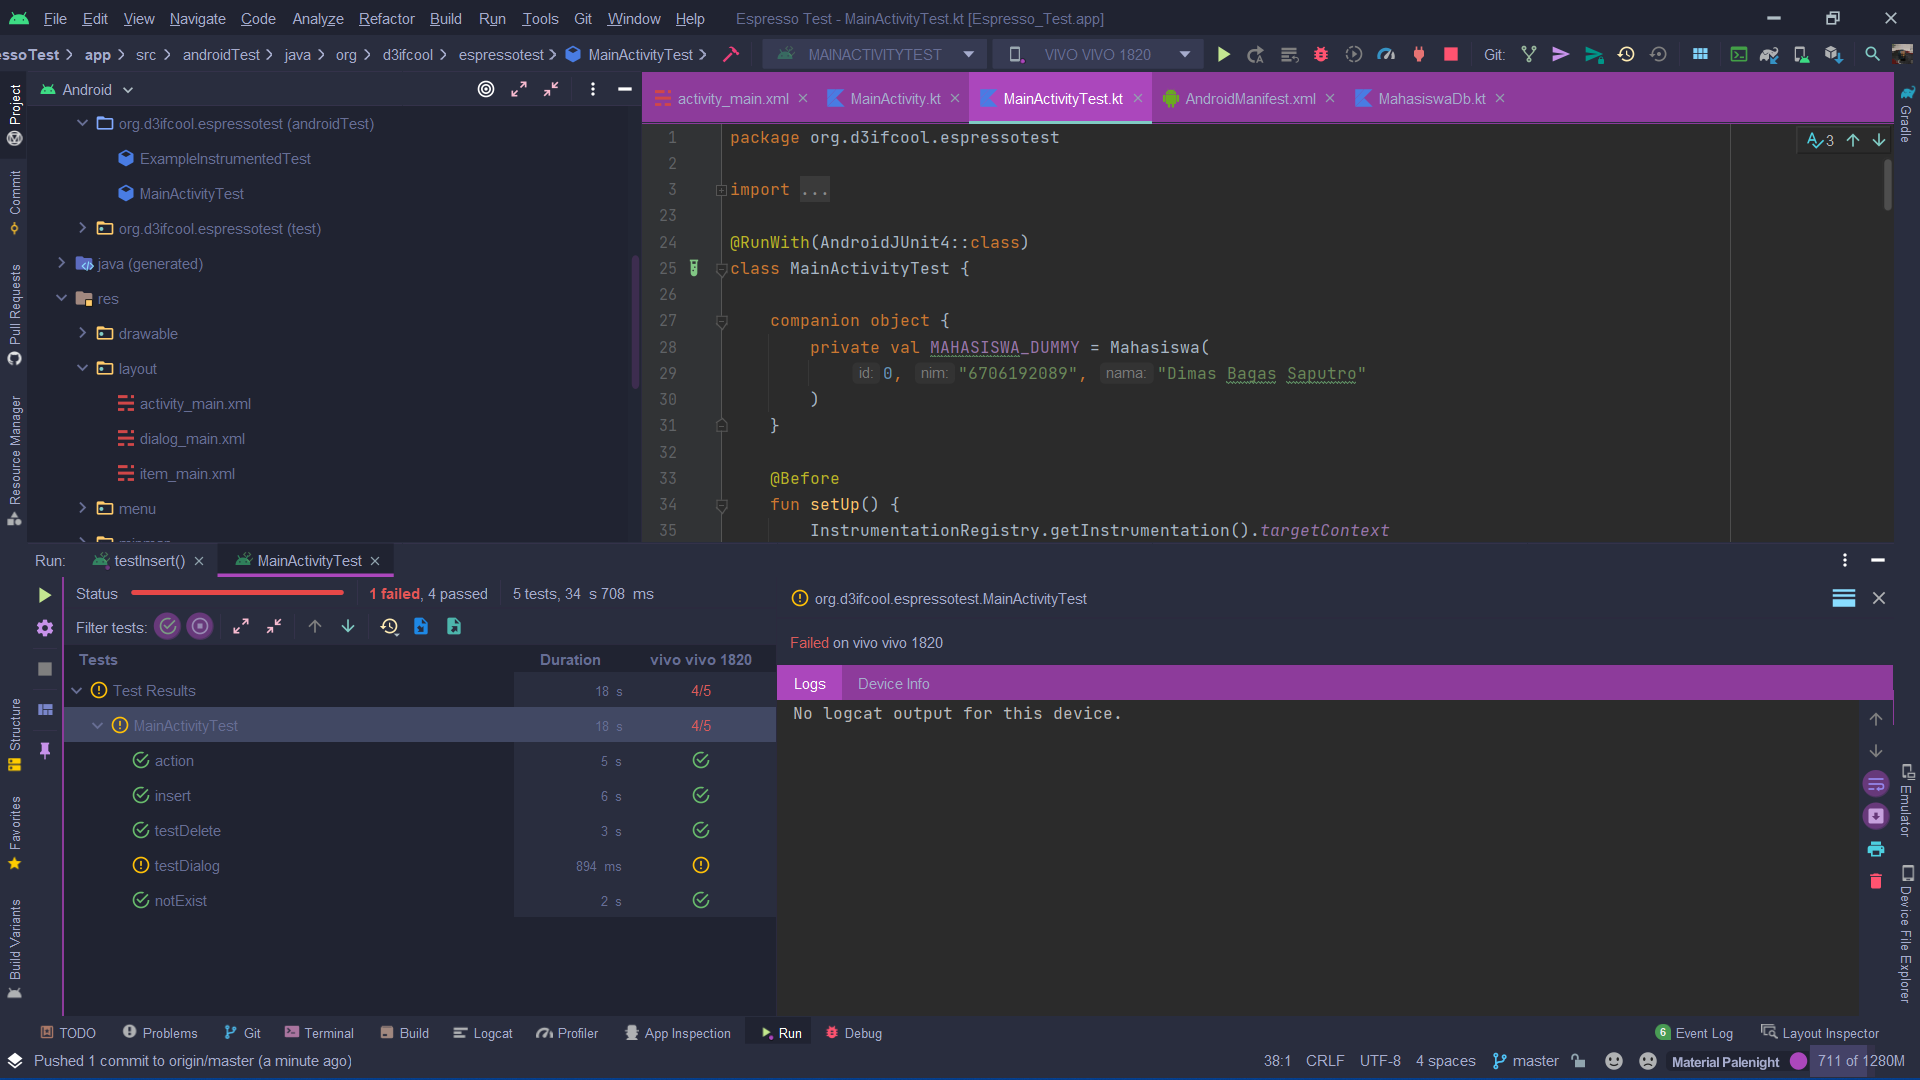 File Edit View Navigate Code Analyze Refactor Build Run Tools Git Window Help Espresso Test - MainActivityTest.kt [Espresso_Test.app]
essoTest app src androidTest java org d3ifcool espressotest MainActivityTest MAINACTIVITYTEST VIVO VIVO 1820 Git:
Project
Commit
Pull Requests
Resource Manager
Structure
Favorites
Build Variants
Android
org.d3ifcool.espressotest (androidTest)
ExampleInstrumentedTest
MainActivityTest
org.d3ifcool.espressotest (test)
java (generated)
res
drawable
layout
activity_main.xml
dialog_main.xml
item_main.xml
menu
activity_main.xml MainActivity.kt MainActivityTest.kt AndroidManifest.xml MahasiswaDb.kt
3
1 package org.d3ifcool.espressotest
2
3 import ...
23
24 @RunWith(AndroidJUnit4::class)
25 class MainActivityTest {
26
27 companion object {
28 private val MAHASISWA_DUMMY = Mahasiswa(
29 id: 0, nim: "6706192089", nama: "Dimas Bagas Saputro"
30 )
31 }
32
33 @Before
34 fun setUp() {
35 InstrumentationRegistry.getInstrumentation().targetContext
Gradle
Emulator
Device File Explorer
Run: testInsert() MainActivityTest
Status 1 failed, 4 passed 5 tests, 34 s 708 ms
Filter tests:
Tests Duration vivo vivo 1820
Test Results 18 s 4/5
MainActivityTest 18 s 4/5
action 5 s
insert 6 s
testDelete 3 s
testDialog 894 ms
notExist 2 s
org.d3ifcool.espressotest.MainActivityTest
Failed on vivo vivo 1820
Logs Device Info
No logcat output for this device.
TODO Problems Git Terminal Build Logcat Profiler App Inspection Run Debug 6 Event Log Layout Inspector
Pushed 1 commit to origin/master (a minute ago) 38:1 CRLF UTF-8 4 spaces master Material Palenight 711 of 1280M